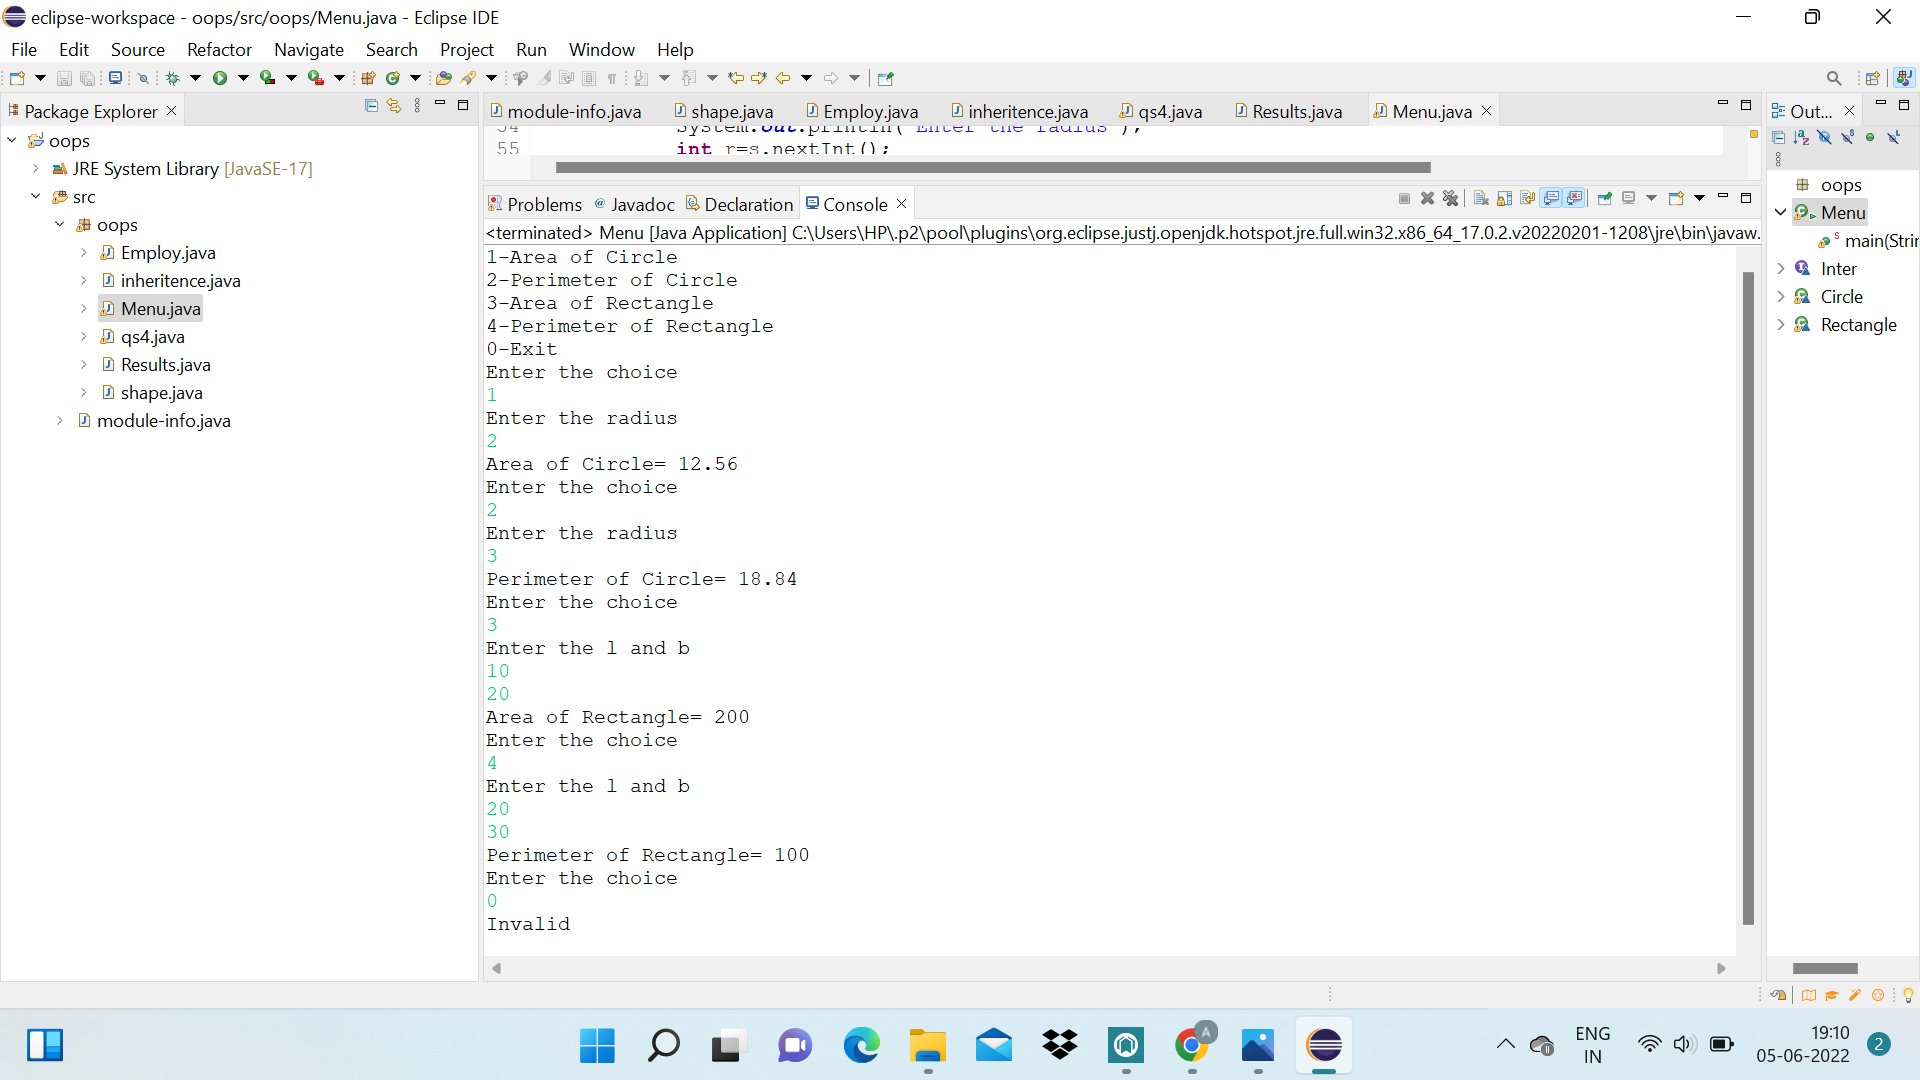 eclipse-workspace - oops/src/oops/Menu.java - Eclipse IDE
File Edit Source Refactor Navigate Search Project Run Window Help
Package Explorer
oops
JRE System Library [JavaSE-17]
src
oops
Employ.java
inheritence.java
Menu.java
qs4.java
Results.java
shape.java
module-info.java
module-info.java shape.java Employ.java inheritence.java qs4.java Results.java Menu.java
54 System.out.println("Enter the radius");
55 int r=s.nextInt();
Problems @ Javadoc Declaration Console
<terminated> Menu [Java Application] C:\Users\HP\.p2\pool\plugins\org.eclipse.justj.openjdk.hotspot.jre.full.win32.x86_64_17.0.2.v20220201-1208\jre\bin\javaw.
1-Area of Circle
2-Perimeter of Circle
3-Area of Rectangle
4-Perimeter of Rectangle
0-Exit
Enter the choice
1
Enter the radius
2
Area of Circle= 12.56
Enter the choice
2
Enter the radius
3
Perimeter of Circle= 18.84
Enter the choice
3
Enter the l and b
10
20
Area of Rectangle= 200
Enter the choice
4
Enter the l and b
20
30
Perimeter of Rectangle= 100
Enter the choice
0
Invalid
Out...
oops
Menu
main(Strin
Inter
Circle
Rectangle
A
ENG
IN
19:10
05-06-2022
2